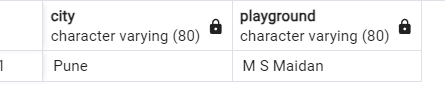 city playground
character varying (80) character varying (80)
1 Pune M S Maidan